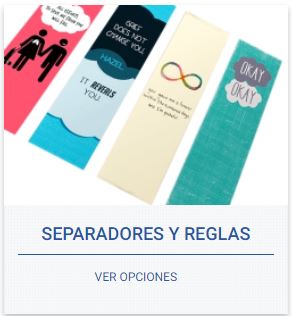 GRIEF
DOES NOT
CHANGE YOU,
HAZEL.
IT REVEALS
YOU.
OKAY
OKAY
SEPARADORES Y REGLAS
VER OPCIONES